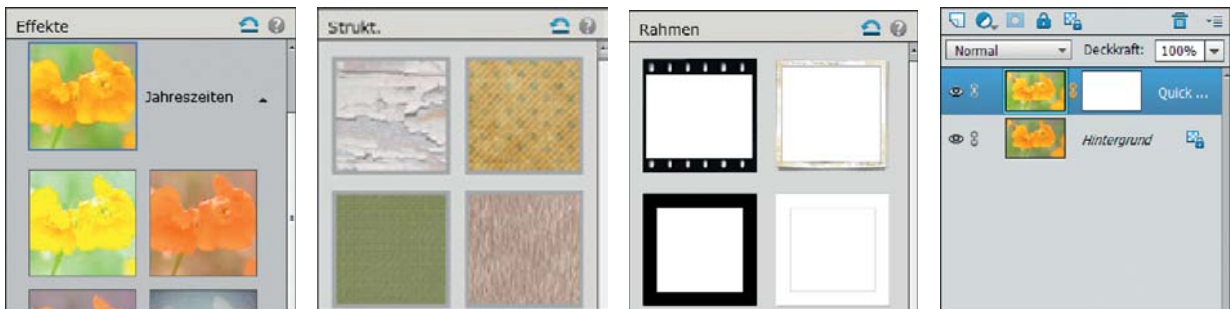 Effekte
Jahreszeiten
Strukt.
Rahmen
Normal Deckkraft: 100%
Quick ...
Hintergrund